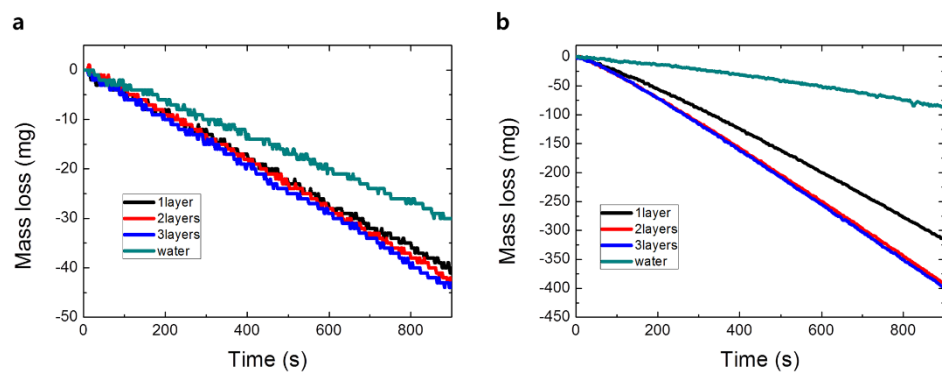 a
0
-10
-20
-30
-40
-50
Mass loss (mg)
1layer
2layers
3layers
water
0 200 400 600 800
Time (s)
b
0
-50
-100
-150
-200
-250
-300
-350
-400
-450
Mass loss (mg)
1layer
2layers
3layers
water
0 200 400 600 800
Time (s)